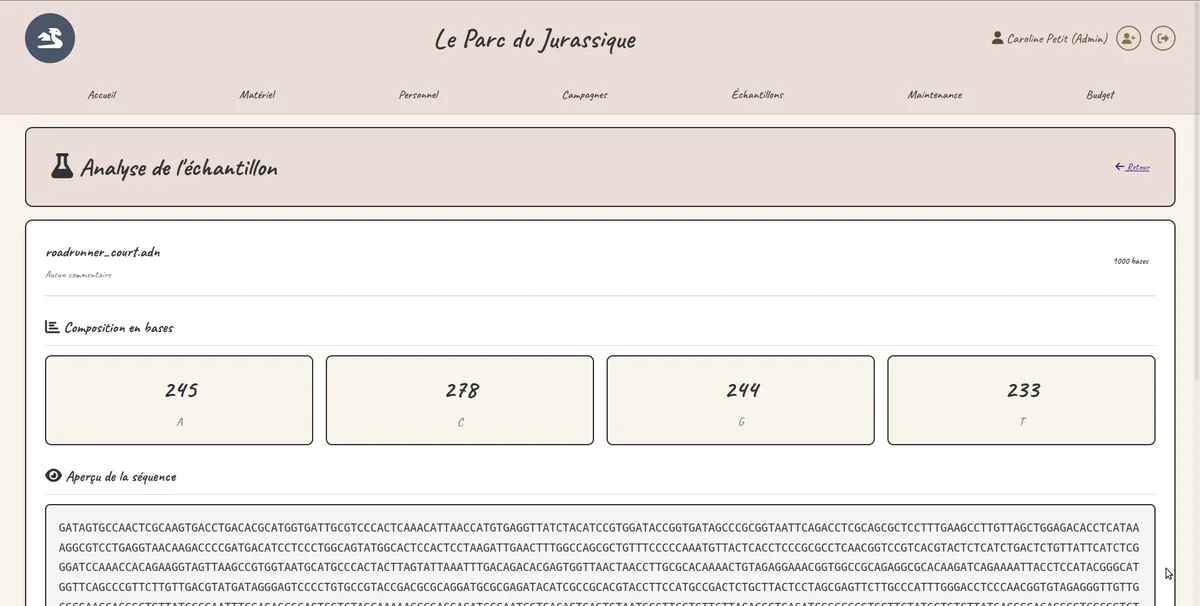 Le Parc du Jurassique
Caroline Petit (Admin)
Accueil
Matériel
Personnel
Campagnes
Échantillons
Maintenance
Budget
Analyse de l'échantillon
← Retour
roadrunner_court.adn
Aucun commentaire
1000 bases
Composition en bases
245
A
278
C
244
G
233
T
Aperçu de la séquence
GATAGTGCCAACTCGCAAGTGACCTGACACGCATGGTGATTGCGTCCCACTCAAACATTAACCATGTGAGGTTATCTACATCCGTGGATACCGGTGATAGCCCGCGGTAATTCAGACCTCGCAGCGCTCCTTTGAAGCCTTGTTAGCTGGAGACACCTCATAA
AGGCGTCCTGAGGTAACAAGACCCCGATGACATCCTCCCTGGCAGTATGGCACTCCACTCCTAAGATTGAACTTTGGCCAGCGCTGTTTCCCCCAAATGTTACTCACCTCCCGCGCCTCAACGGTCCGTCACGTACTCTCATCTGACTCTGTTATTCATCTCG
GGATCCAAACCACAGAAGGTAGTTAAGCCGTGGTAATGCATGCCCACTACTTAGTATTAAATTTGACAGACACGAGTGGTTAACTAACCTTGCGCACAAAACTGTAGAGGAAACGGTGGCCGCAGAGGCGCACAAGATCAGAAAATTACCTCCATACGGGCAT
GGTTCAGCCCGTTCTTGTTGACGTATGATAGGGAGTCCCCTGTGCCGTACCGACGCGCAGGATGCGCGAGATACATCGCCGCACGTACCTTCCATGCCGACTCTGCTTACTCCTAGCGAGTTCTTGCCCATTTGGGACCTCCCAACGGTGTAGAGGGTTGTTG